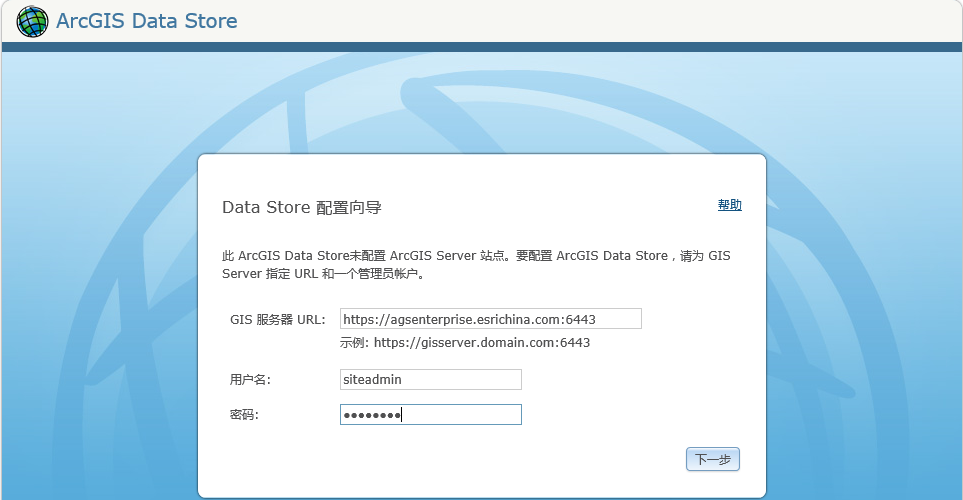 ArcGIS Data Store
Data Store 配置向导
帮助
此 ArcGIS Data Store未配置 ArcGIS Server 站点。要配置 ArcGIS Data Store，请为 GIS
Server 指定 URL 和一个管理员帐户。
GIS 服务器 URL: https://agsenterprise.esrichina.com:6443
示例: https://gisserver.domain.com:6443
用户名: siteadmin
密码: ●●●●●●●●
下一步